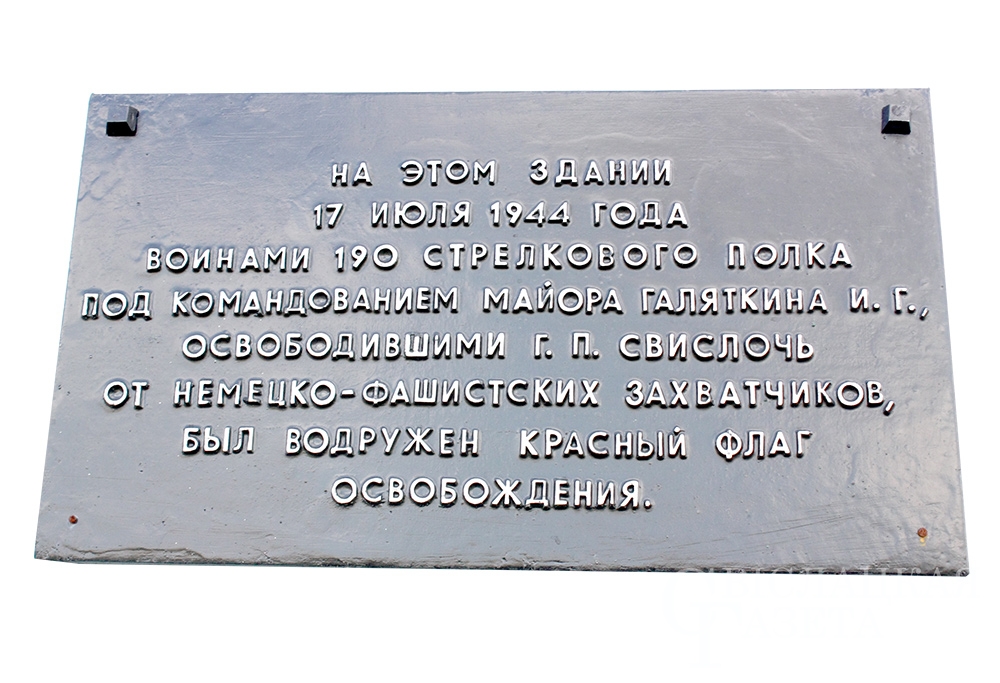 НА ЭТОМ ЗДАНИИ
17 ИЮЛЯ 1944 ГОДА
ВОИНАМИ 190 СТРЕЛКОВОГО ПОЛКА
ПОД КОМАНДОВАНИЕМ МАЙОРА ГАЛЯТКИНА И. Г.,
ОСВОБОДИВШИМИ Г. П. СВИСЛОЧЬ
ОТ НЕМЕЦКО-ФАШИСТСКИХ ЗАХВАТЧИКОВ,
БЫЛ ВОДРУЖЕН КРАСНЫЙ ФЛАГ
ОСВОБОЖДЕНИЯ.